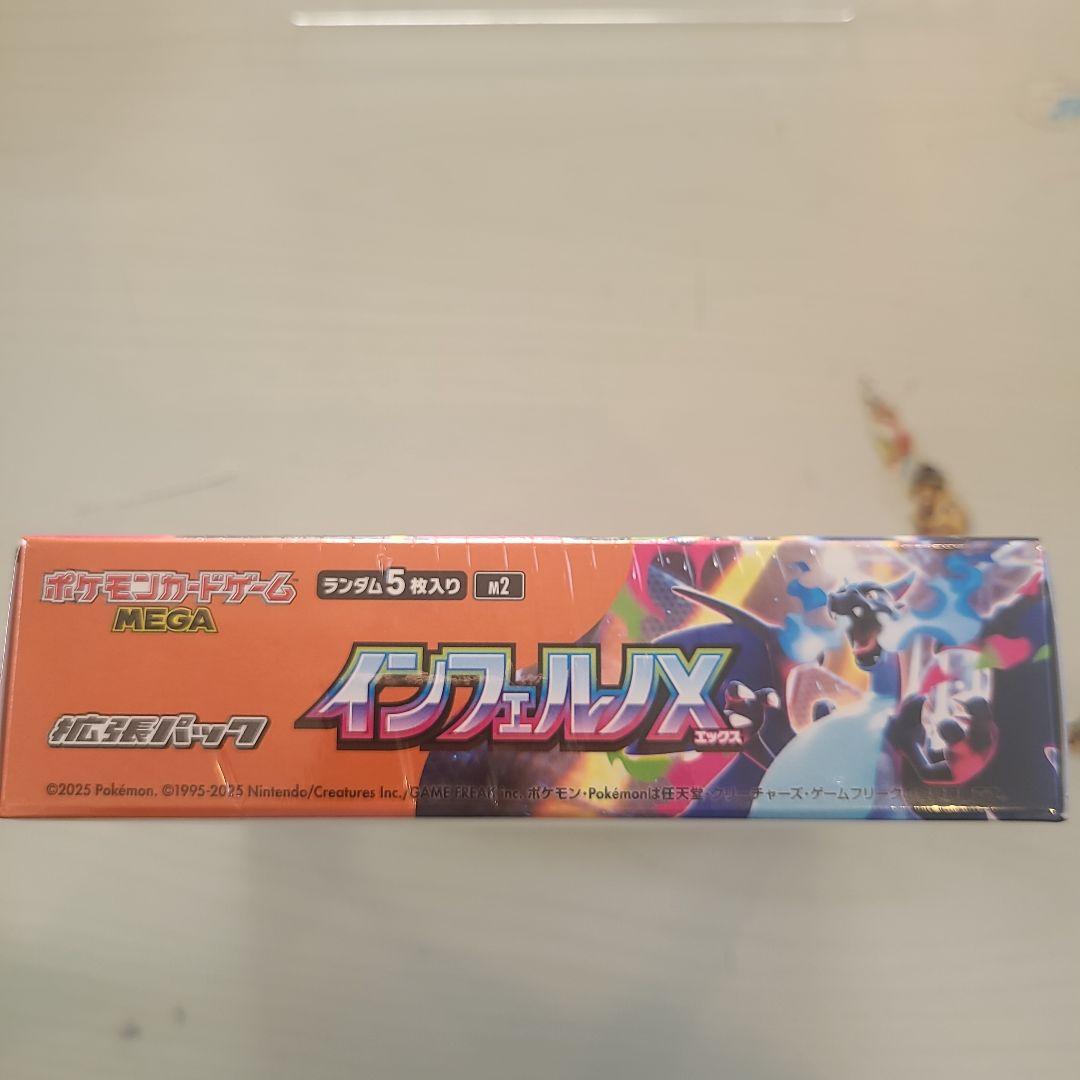 ポケモンカードゲーム
MEGA
ランダム5枚入り M2
インフェルノX
エックス
拡張パック
©2025 Pokémon. ©1995-2025 Nintendo/Creatures Inc./GAME FREAK inc. ポケモン・Pokémonは任天堂・クリーチャーズ・ゲームフリーク